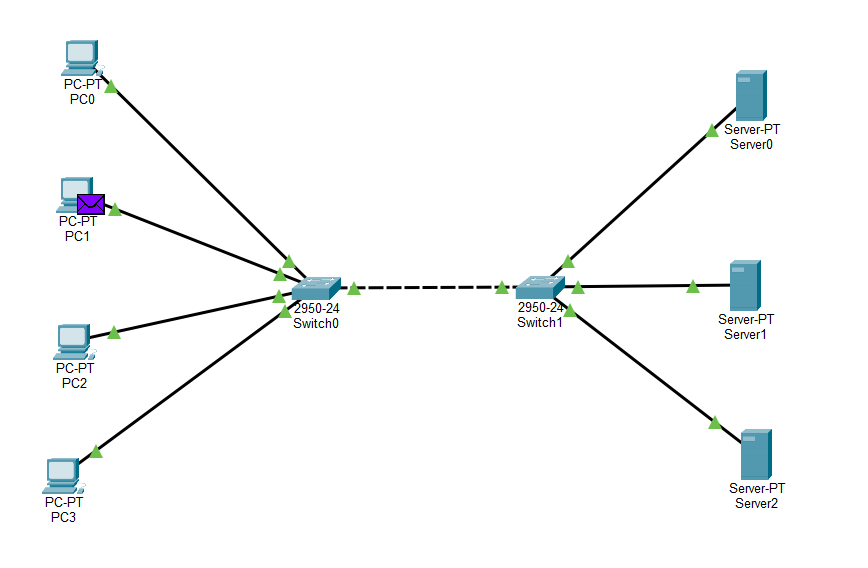 PC-PT
PC0
PC-PT
PC1
PC-PT
PC2
PC-PT
PC3
2950-24
Switch0
2950-24
Switch1
Server-PT
Server0
Server-PT
Server1
Server-PT
Server2